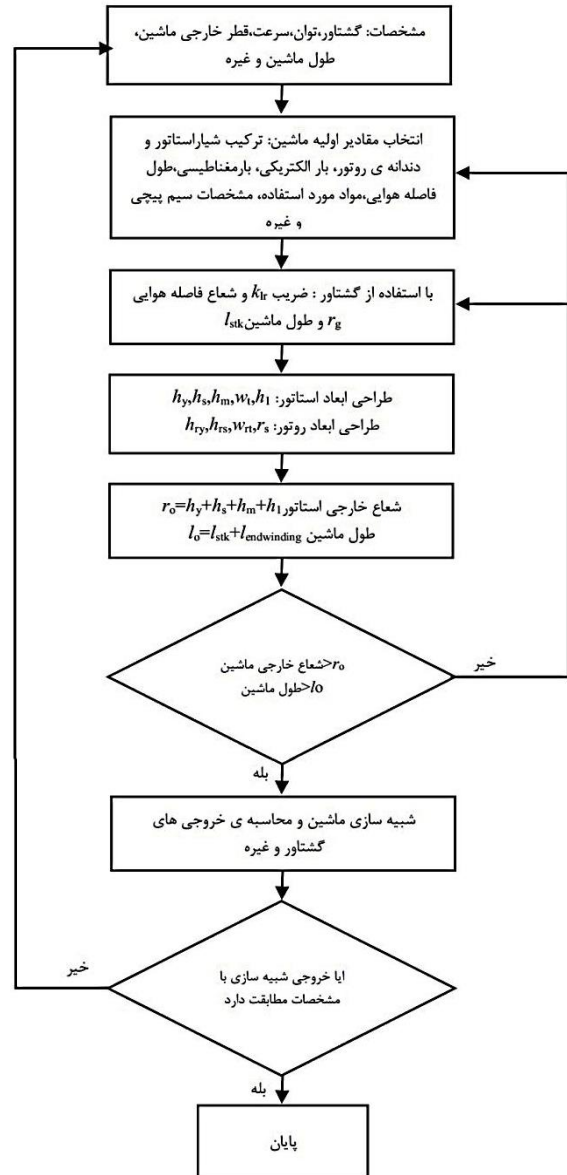 مشخصات: گشتاور،توان،سرعت،قطر خارجی ماشین،
طول ماشین و غیره
انتخاب مقادیر اولیه ماشین: ترکیب شیاراستاتور و
دندانه ی روتور، بار الکتریکی، بارمغناطیسی،طول
فاصله هوایی،مواد مورد استفاده، مشخصات سیم پیچی
و غیره
با استفاده از گشتاور : ضریب klr و شعاع فاصله هوایی
rg و طول ماشین lstk
طراحی ابعاد استاتور: hy,hs,hm,wt,h1
طراحی ابعاد روتور: hry,hrs,wrt,rs
شعاع خارجی استاتور ro=hy+hs+hm+h1
طول ماشین lo=lstk+lendwinding
ro<شعاع خارجی ماشین
lo<طول ماشین
خیر
بله
شبیه سازی ماشین و محاسبه ی خروجی های
گشتاور و غیره
ایا خروجی شبیه سازی با
مشخصات مطابقت دارد
خیر
بله
پایان